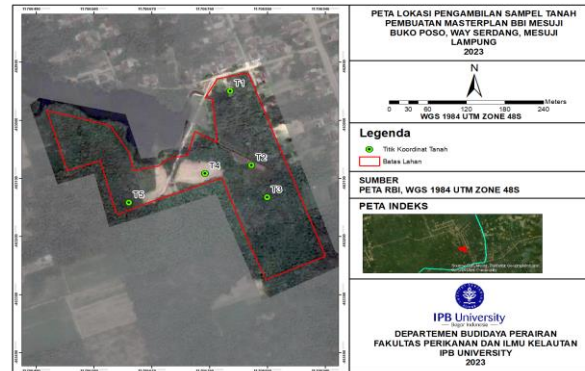 PETA LOKASI PENGAMBILAN SAMPEL TANAH
PEMBUATAN MASTERPLAN BBI MESUJI
BUKO POSO, WAY SERDANG, MESUJI
LAMPUNG
2023
N
Meters
0 30 60 120 180 240
WGS 1984 UTM ZONE 48S
Legenda
Titik Koordinat Tanah
Batas Lahan
SUMBER
PETA RBI, WGS 1984 UTM ZONE 48S
PETA INDEKS
IPB University
Bogor Indonesia
DEPARTEMEN BUDIDAYA PERAIRAN
FAKULTAS PERIKANAN DAN ILMU KELAUTAN
IPB UNIVERSITY
2023
T1
T2
T4
T3
T5